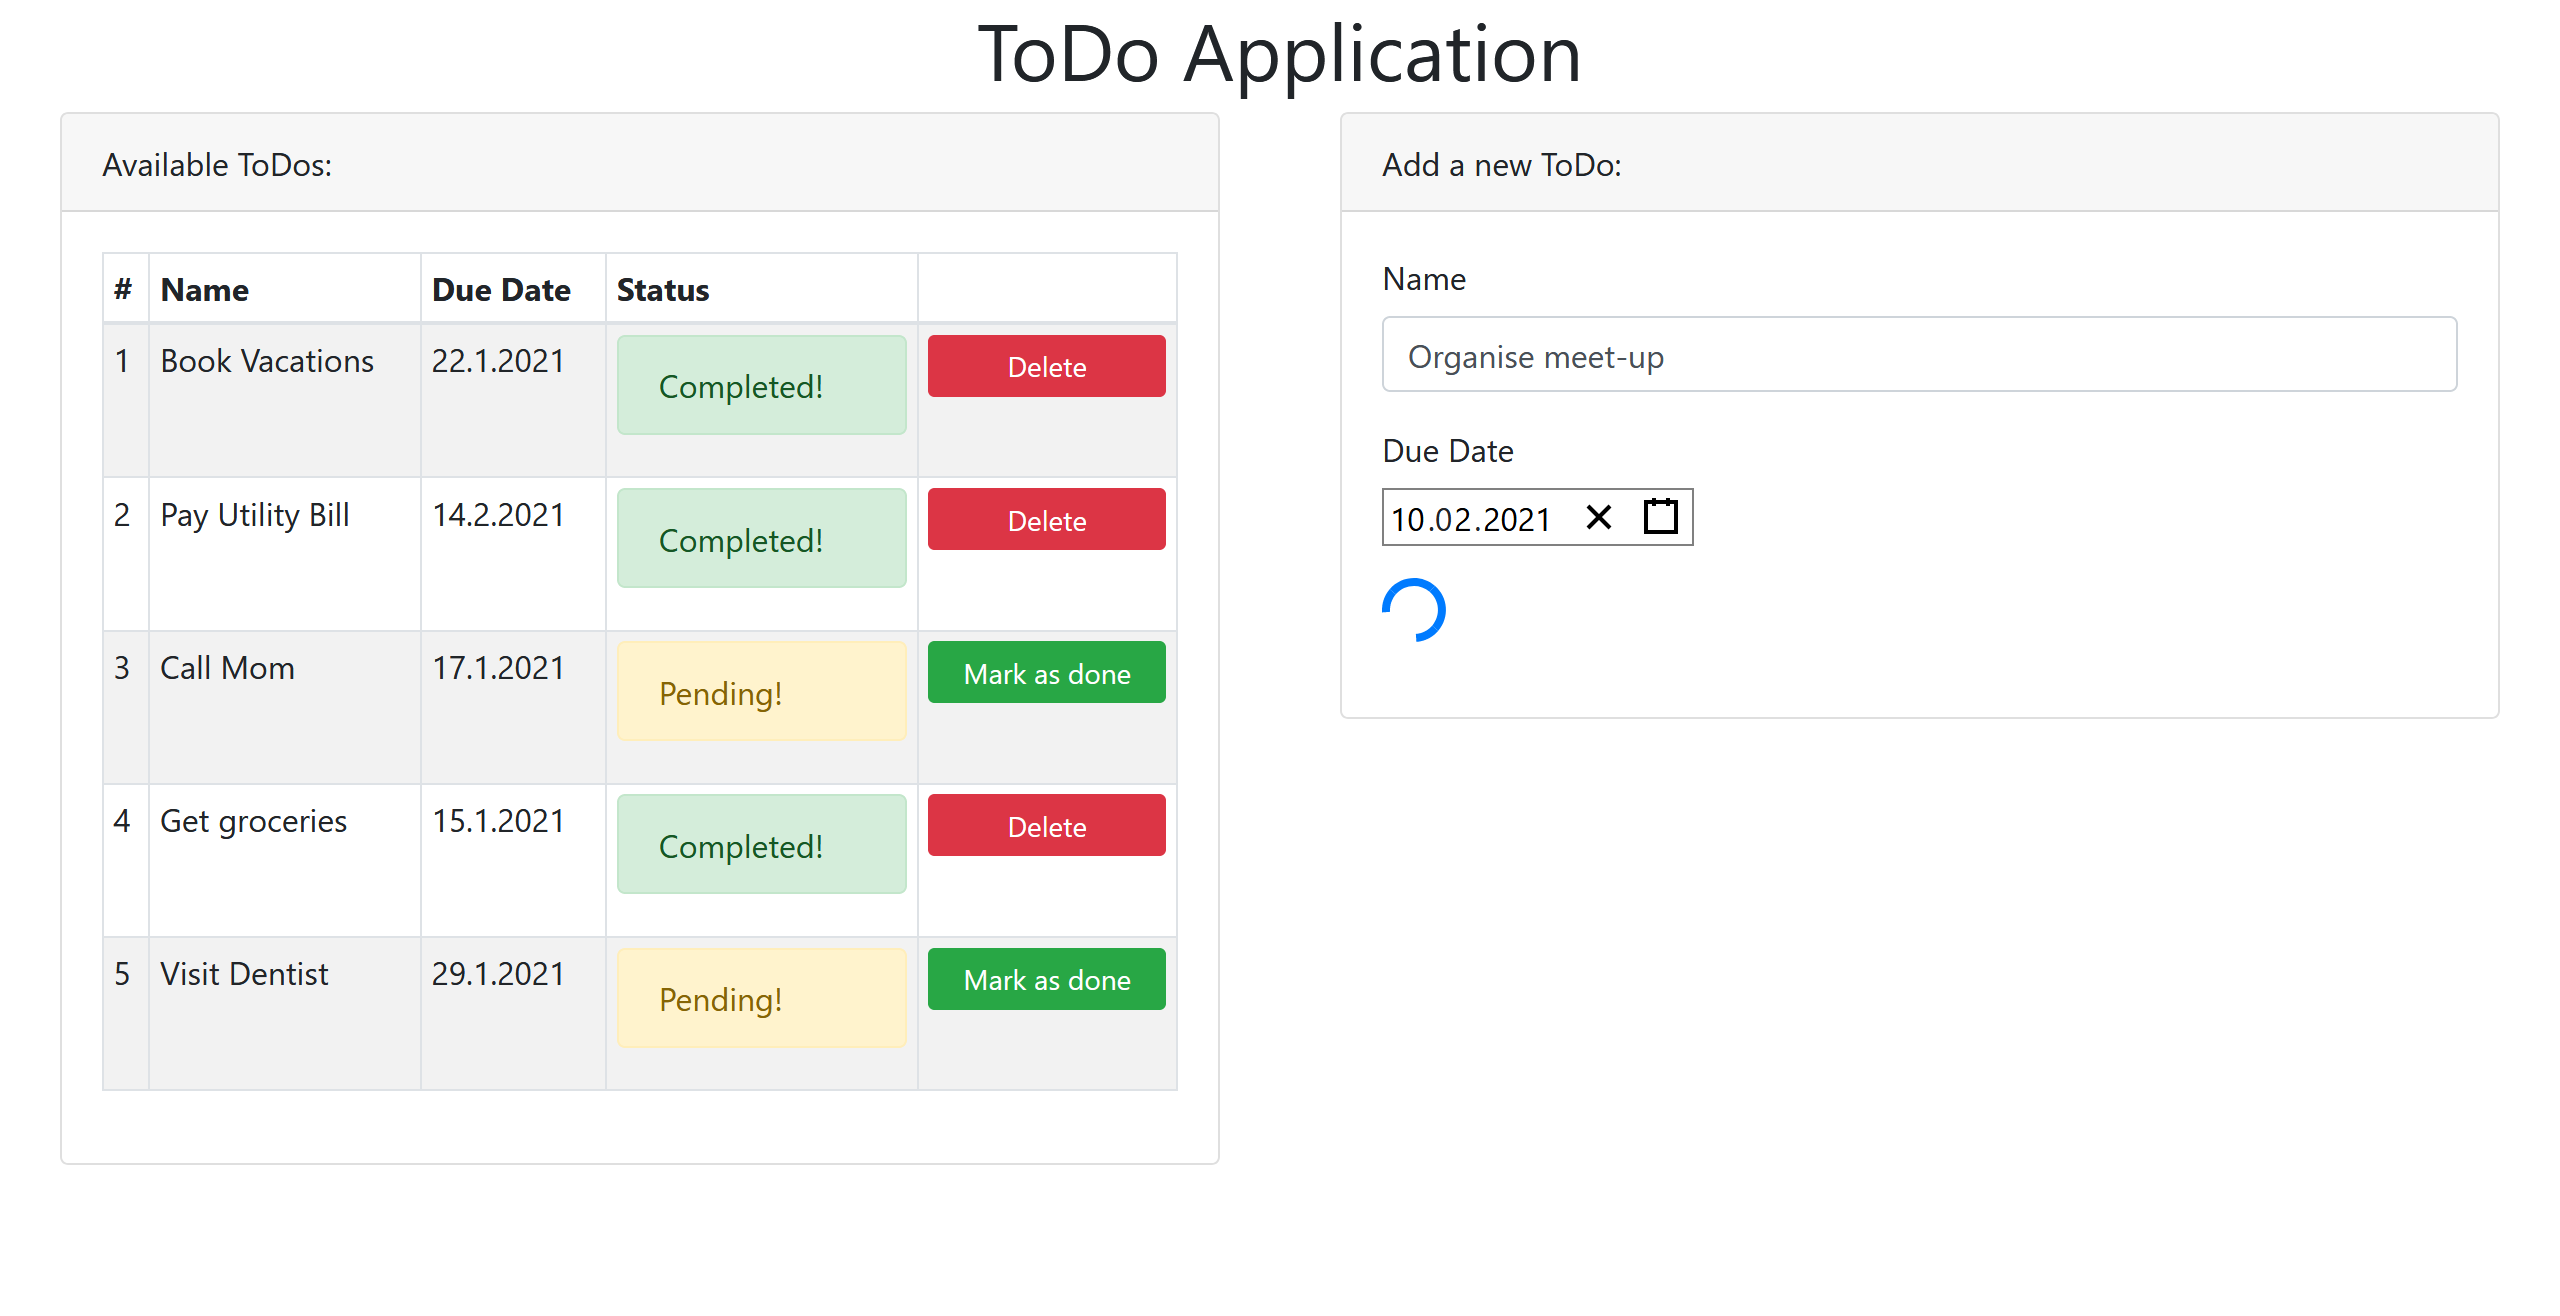 ToDo Application
Available ToDos:
# Name Due Date Status
1 Book Vacations 22.1.2021 Completed! Delete
2 Pay Utility Bill 14.2.2021 Completed! Delete
3 Call Mom 17.1.2021 Pending! Mark as done
4 Get groceries 15.1.2021 Completed! Delete
5 Visit Dentist 29.1.2021 Pending! Mark as done
Add a new ToDo:
Name
Organise meet-up
Due Date
10.02.2021